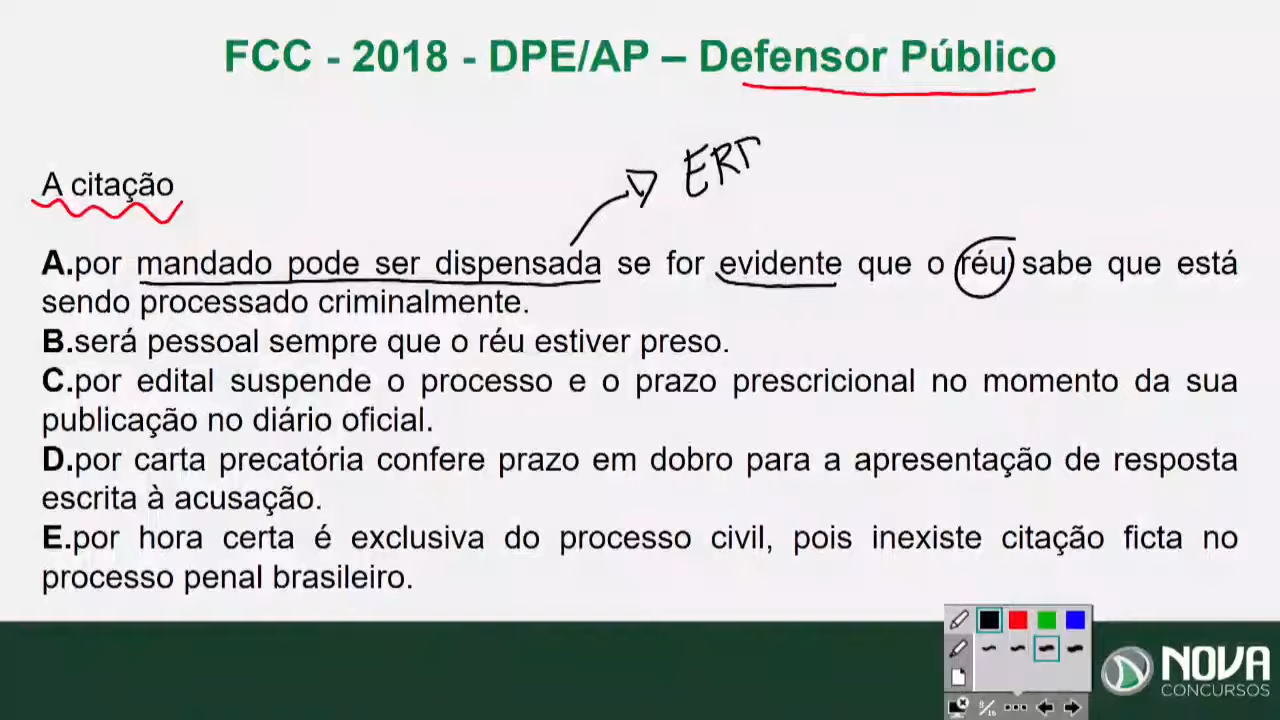 FCC - 2018 - DPE/AP – Defensor Público
ERR
A citação
A.por mandado pode ser dispensada se for evidente que o réu sabe que está
sendo processado criminalmente.
B.será pessoal sempre que o réu estiver preso.
C.por edital suspende o processo e o prazo prescricional no momento da sua
publicação no diário oficial.
D.por carta precatória confere prazo em dobro para a apresentação de resposta
escrita à acusação.
E.por hora certa é exclusiva do processo civil, pois inexiste citação ficta no
processo penal brasileiro.
NOVA
CONCURSOS